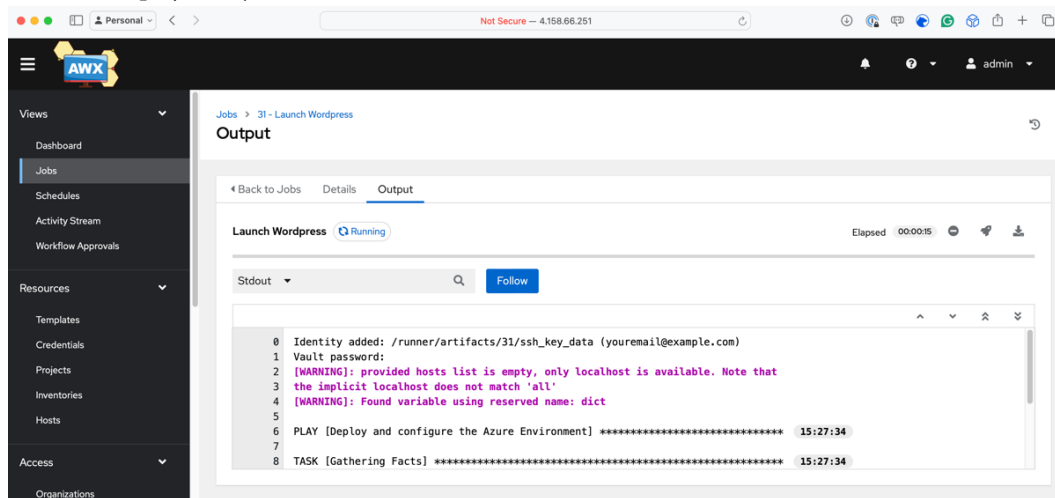 Personal
Not Secure — 4.158.66.251
AWX
admin
Views
Dashboard
Jobs
Schedules
Activity Stream
Workflow Approvals
Resources
Templates
Credentials
Projects
Inventories
Hosts
Access
Organizations
Jobs > 31 - Launch Wordpress
Output
Back to Jobs Details Output
Launch Wordpress Running Elapsed 00:00:15
Stdout Follow
0 Identity added: /runner/artifacts/31/ssh_key_data (youremail@example.com)
1 Vault password:
2 [WARNING]: provided hosts list is empty, only localhost is available. Note that
3 the implicit localhost does not match 'all'
4 [WARNING]: Found variable using reserved name: dict
5
6 PLAY [Deploy and configure the Azure Environment] ****************************** 15:27:34
7
8 TASK [Gathering Facts] ********************************************************* 15:27:34